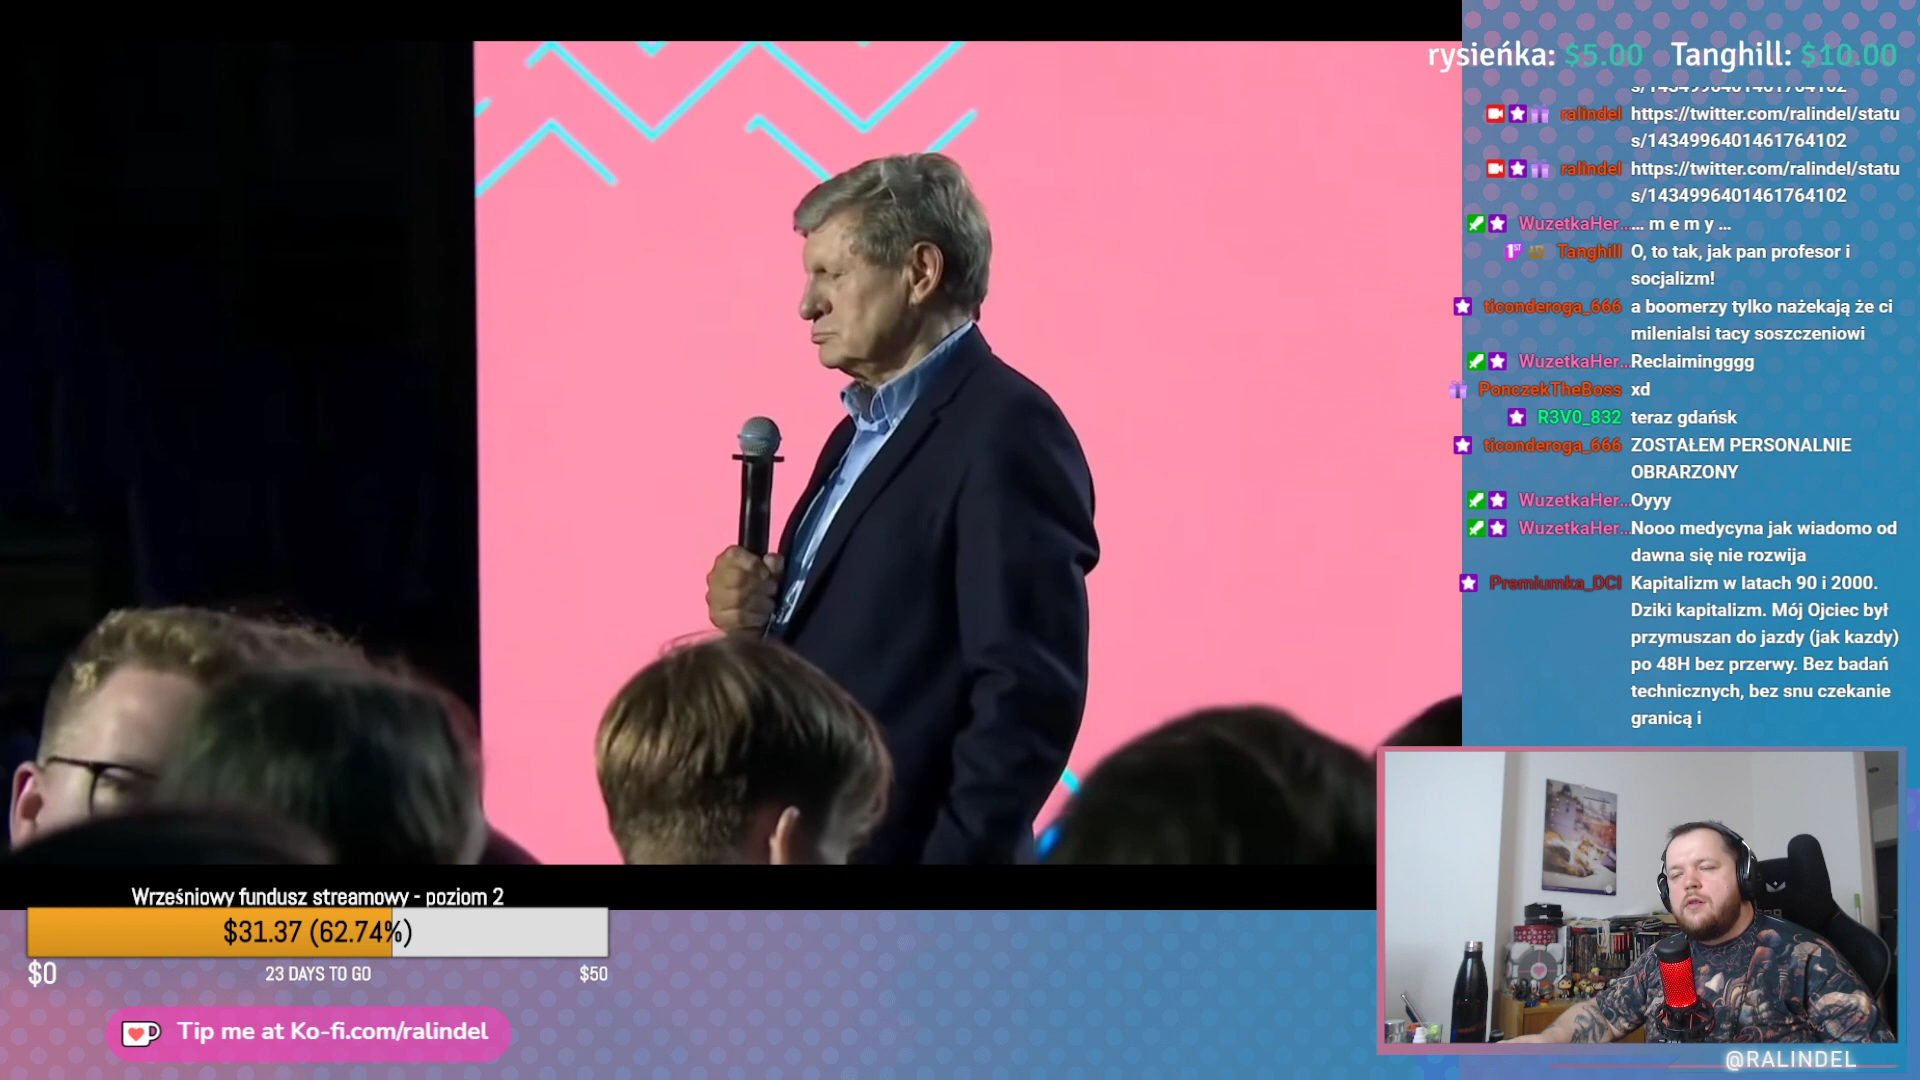 rysieńka: $5.00 Tanghill: $10.00
s/1434996401461764102
ralindel https://twitter.com/ralindel/statu
s/1434996401461764102
ralindel https://twitter.com/ralindel/statu
s/1434996401461764102
WuzetkaHer... ... m e m y ...
1ST Tanghill O, to tak, jak pan profesor i
socjalizm!
ticonderoga_666 a boomerzy tylko nażekają że ci
milenialsi tacy soszczeniowi
WuzetkaHer... Reclaimingggg
PonczekTheBoss xd
R3V0_832 teraz gdańsk
ticonderoga_666 ZOSTAŁEM PERSONALNIE
OBRARZONY
WuzetkaHer... Oyyy
WuzetkaHer... Nooo medycyna jak wiadomo od
dawna się nie rozwija
Premiumka_DCI Kapitalizm w latach 90 i 2000.
Dziki kapitalizm. Mój Ojciec był
przymuszan do jazdy (jak kazdy)
po 48H bez przerwy. Bez badań
technicznych, bez snu czekanie
granicą i
Wrześniowy fundusz streamowy - poziom 2
$31.37 (62.74%)
$0 23 DAYS TO GO $50
Tip me at Ko-fi.com/ralindel
@RALINDEL